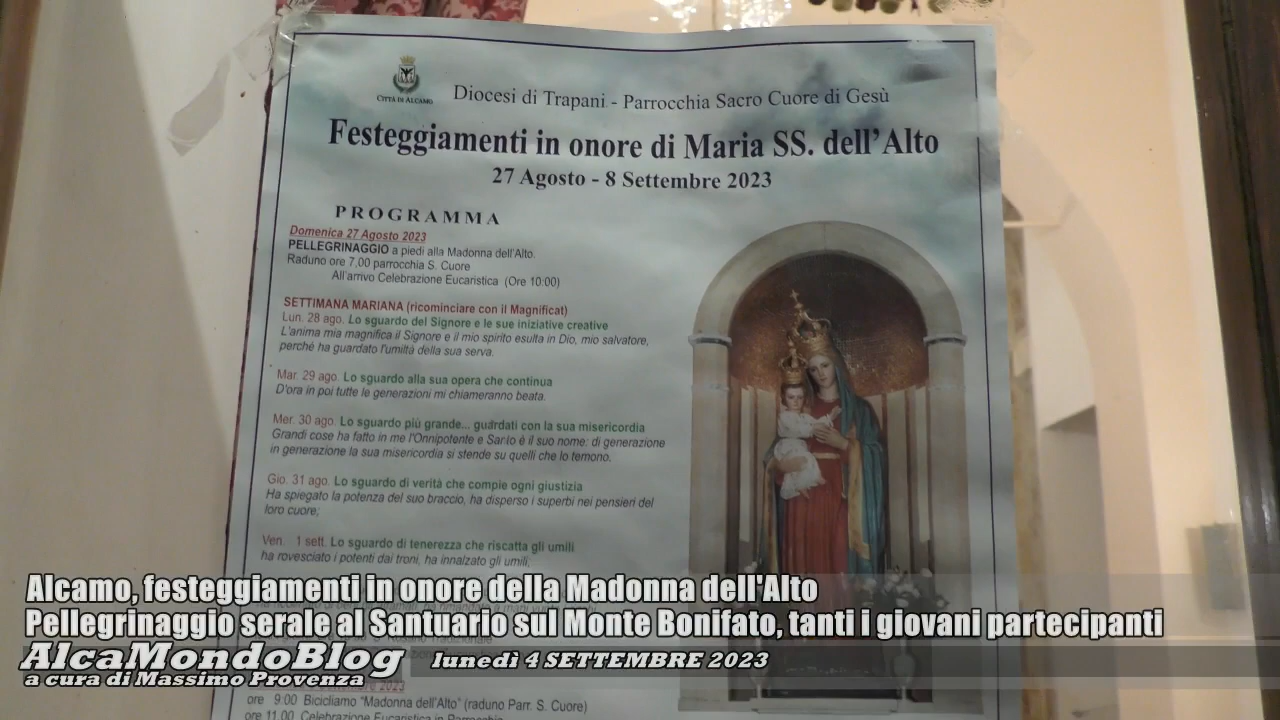 CITTÀ DI ALCAMO
Diocesi di Trapani - Parrocchia Sacro Cuore di Gesù
Festeggiamenti in onore di Maria SS. dell'Alto
27 Agosto - 8 Settembre 2023
PROGRAMMA
Domenica 27 Agosto 2023
PELLEGRINAGGIO a piedi alla Madonna dell'Alto.
Raduno ore 7.00 parrocchia S. Cuore
All'arrivo Celebrazione Eucaristica (Ore 10:00)
SETTIMANA MARIANA (ricominciare con il Magnificat)
Lun. 28 ago. Lo sguardo del Signore e le sue iniziative creative
L'anima mia magnifica il Signore e il mio spirito esulta in Dio, mio salvatore,
perché ha guardato l'umiltà della sua serva.
Mar. 29 ago. Lo sguardo alla sua opera che continua
D'ora in poi tutte le generazioni mi chiameranno beata.
Mer. 30 ago. Lo sguardo più grande... guardati con la sua misericordia
Grandi cose ha fatto in me l'Onnipotente e Santo è il suo nome: di generazione
in generazione la sua misericordia si stende su quelli che lo temono.
Gio. 31 ago. Lo sguardo di verità che compie ogni giustizia
Ha spiegato la potenza del suo braccio, ha disperso i superbi nei pensieri del
loro cuore;
Ven. 1 sett. Lo sguardo di tenerezza che riscatta gli umili
ha rovesciato i potenti dai troni, ha innalzato gli umili;
Alcamo, festeggiamenti in onore della Madonna dell'Alto
Pellegrinaggio serale al Santuario sul Monte Bonifato, tanti i giovani partecipanti
AlcaMondoBlog lunedì 4 SETTEMBRE 2023
a cura di Massimo Provenza
2023
ore 9:00 Bicicliamo "Madonna dell'Alto" (raduno Parr. S. Cuore)
ore 11.00 Celebrazione Eucaristica in Parrocchia